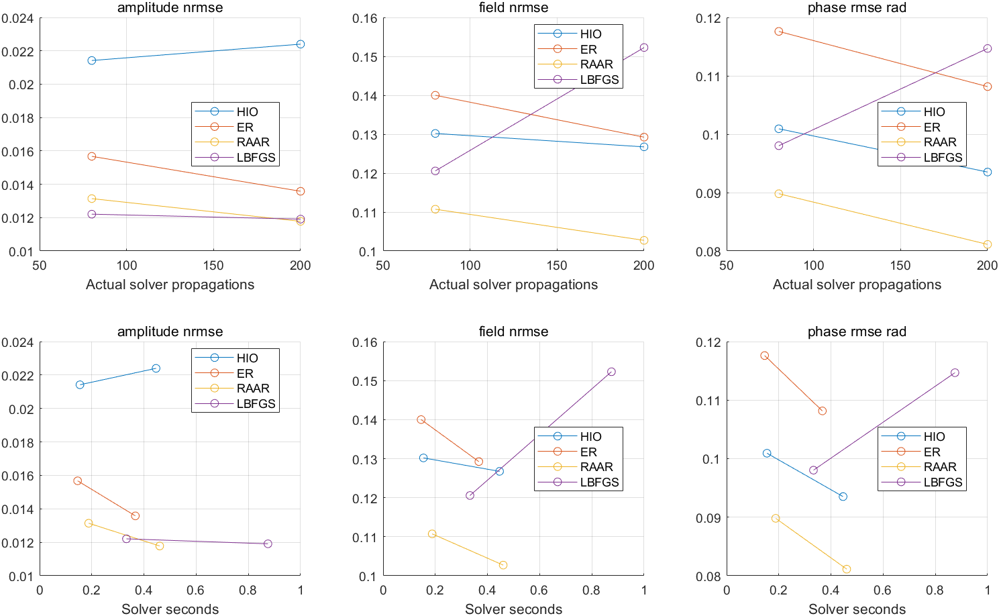 amplitude nrmse
0.024
0.022
0.02
0.018
0.016
0.014
0.012
0.01
50
100
150
200
Actual solver propagations
HIO
ER
RAAR
LBFGS
field nrmse
0.16
0.15
0.14
0.13
0.12
0.11
0.1
50
100
150
200
Actual solver propagations
HIO
ER
RAAR
LBFGS
phase rmse rad
0.12
0.11
0.1
0.09
0.08
50
100
150
200
Actual solver propagations
HIO
ER
RAAR
LBFGS
amplitude nrmse
0.024
0.022
0.02
0.018
0.016
0.014
0.012
0.01
0
0.2
0.4
0.6
0.8
1
Solver seconds
HIO
ER
RAAR
LBFGS
field nrmse
0.16
0.15
0.14
0.13
0.12
0.11
0.1
0
0.2
0.4
0.6
0.8
1
Solver seconds
HIO
ER
RAAR
LBFGS
phase rmse rad
0.12
0.11
0.1
0.09
0.08
0
0.2
0.4
0.6
0.8
1
Solver seconds
HIO
ER
RAAR
LBFGS